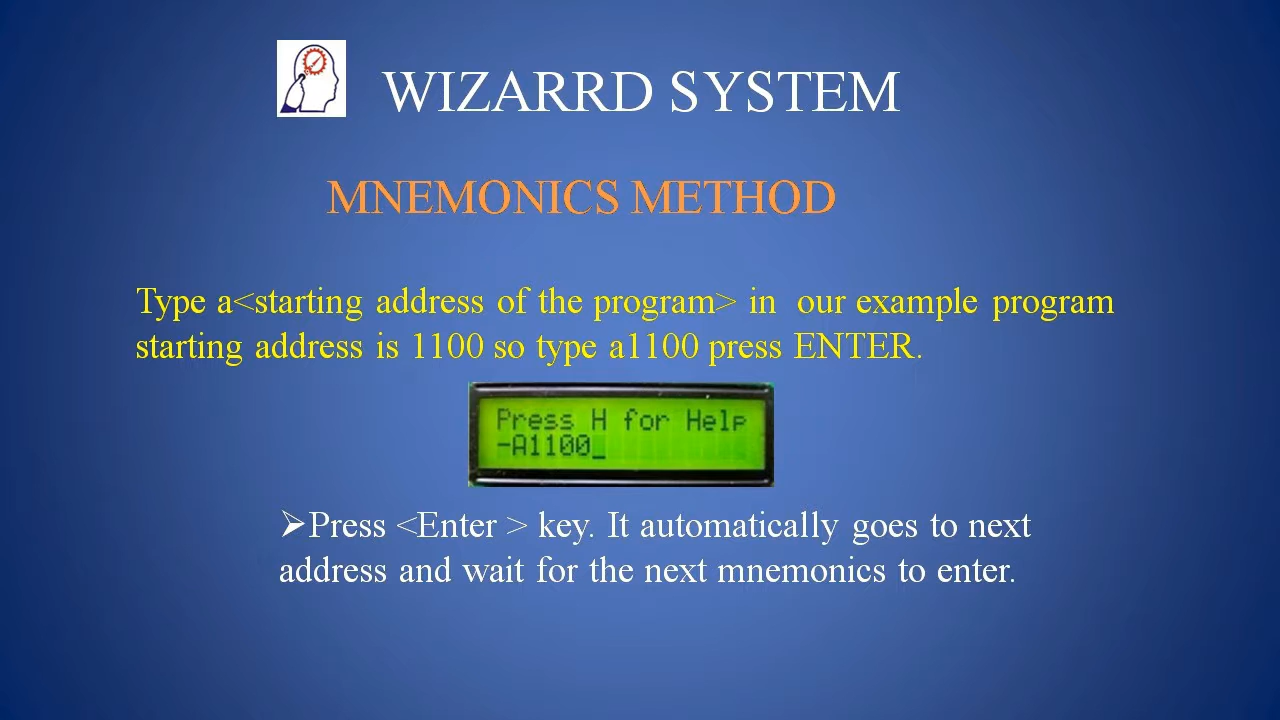 WIZARRD SYSTEM
MNEMONICS METHOD
Type a<starting address of the program> in our example program
starting address is 1100 so type a1100 press ENTER.
Press H for Help
-A1100_
➢Press <Enter > key. It automatically goes to next
address and wait for the next mnemonics to enter.